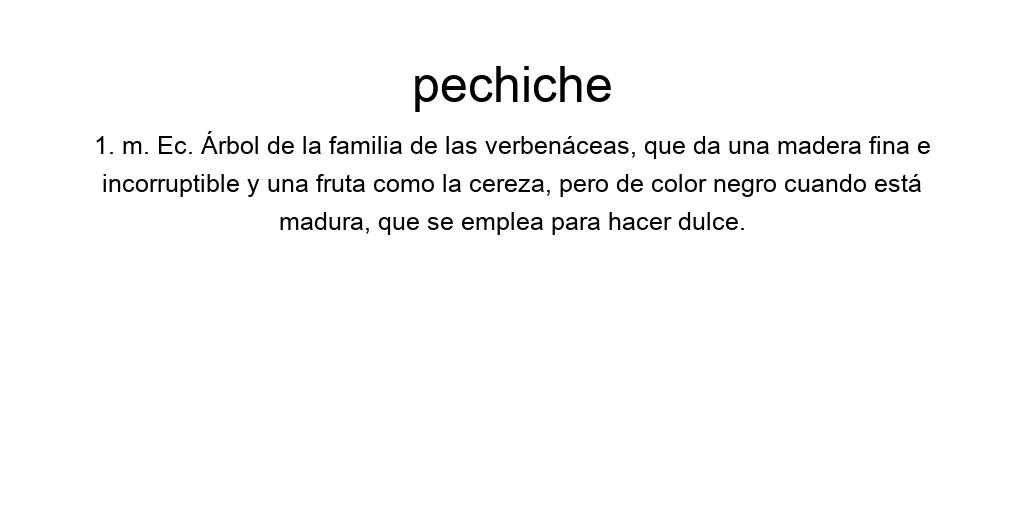 pechiche
1. m. Ec. Árbol de la familia de las verbenáceas, que da una madera fina e
incorruptible y una fruta como la cereza, pero de color negro cuando está
madura, que se emplea para hacer dulce.